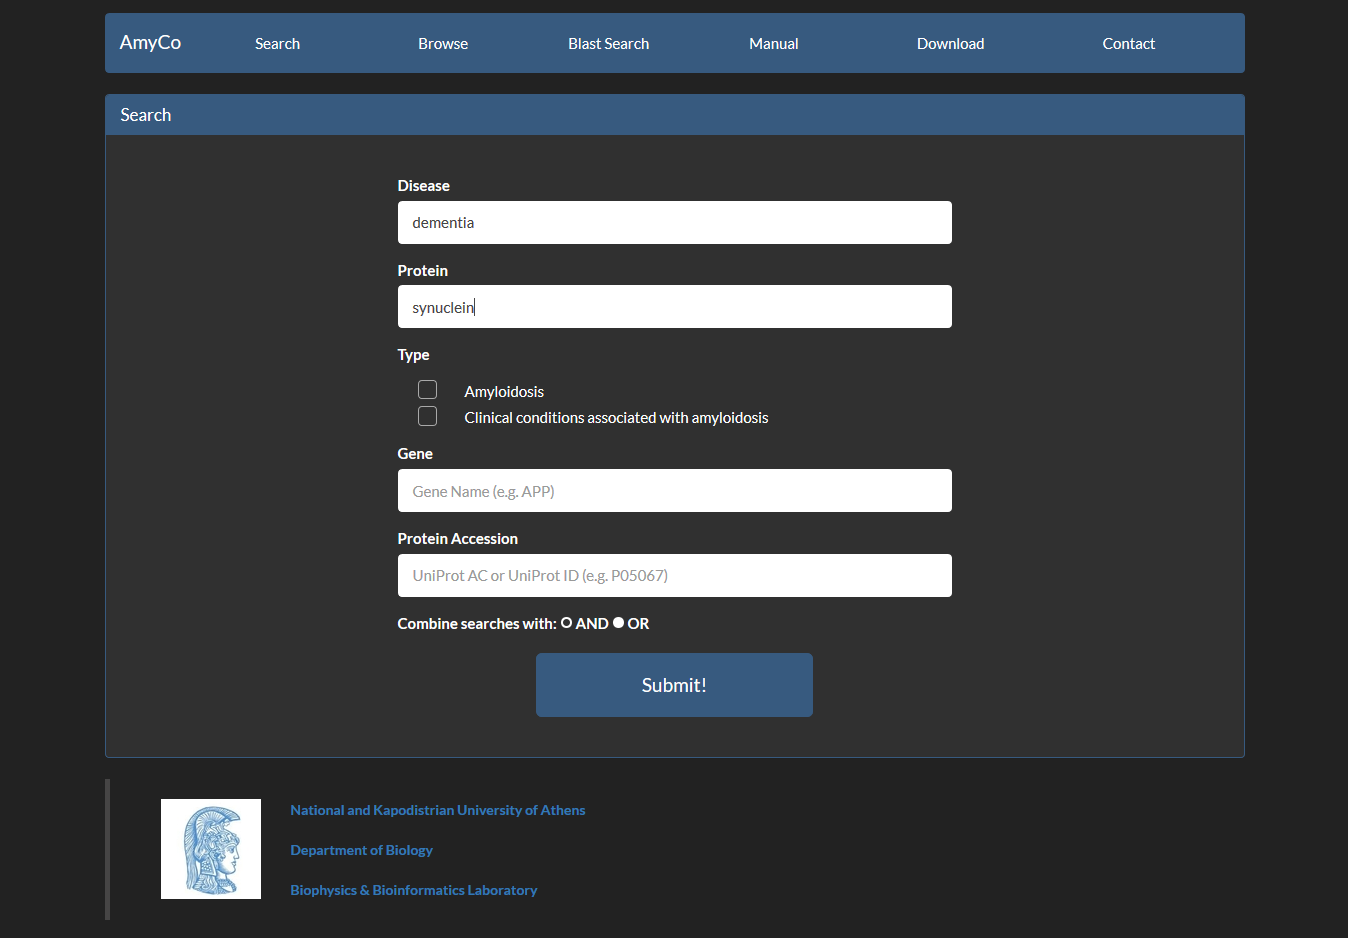 AmyCo Search Browse Blast Search Manual Download Contact
Search
Disease
dementia
Protein
synuclein
Type
Amyloidosis
Clinical conditions associated with amyloidosis
Gene
Gene Name (e.g. APP)
Protein Accession
UniProt AC or UniProt ID (e.g. P05067)
Combine searches with: AND OR
Submit!
National and Kapodistrian University of Athens
Department of Biology
Biophysics & Bioinformatics Laboratory